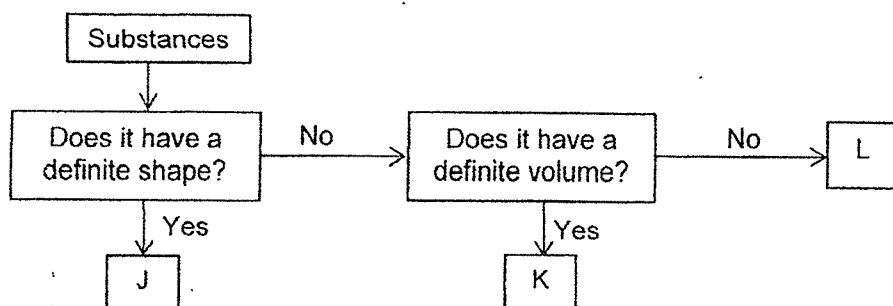 Substances
Does it have a
definite shape?
No
Does it have a
definite volume?
No
L
Yes
Yes
J
K